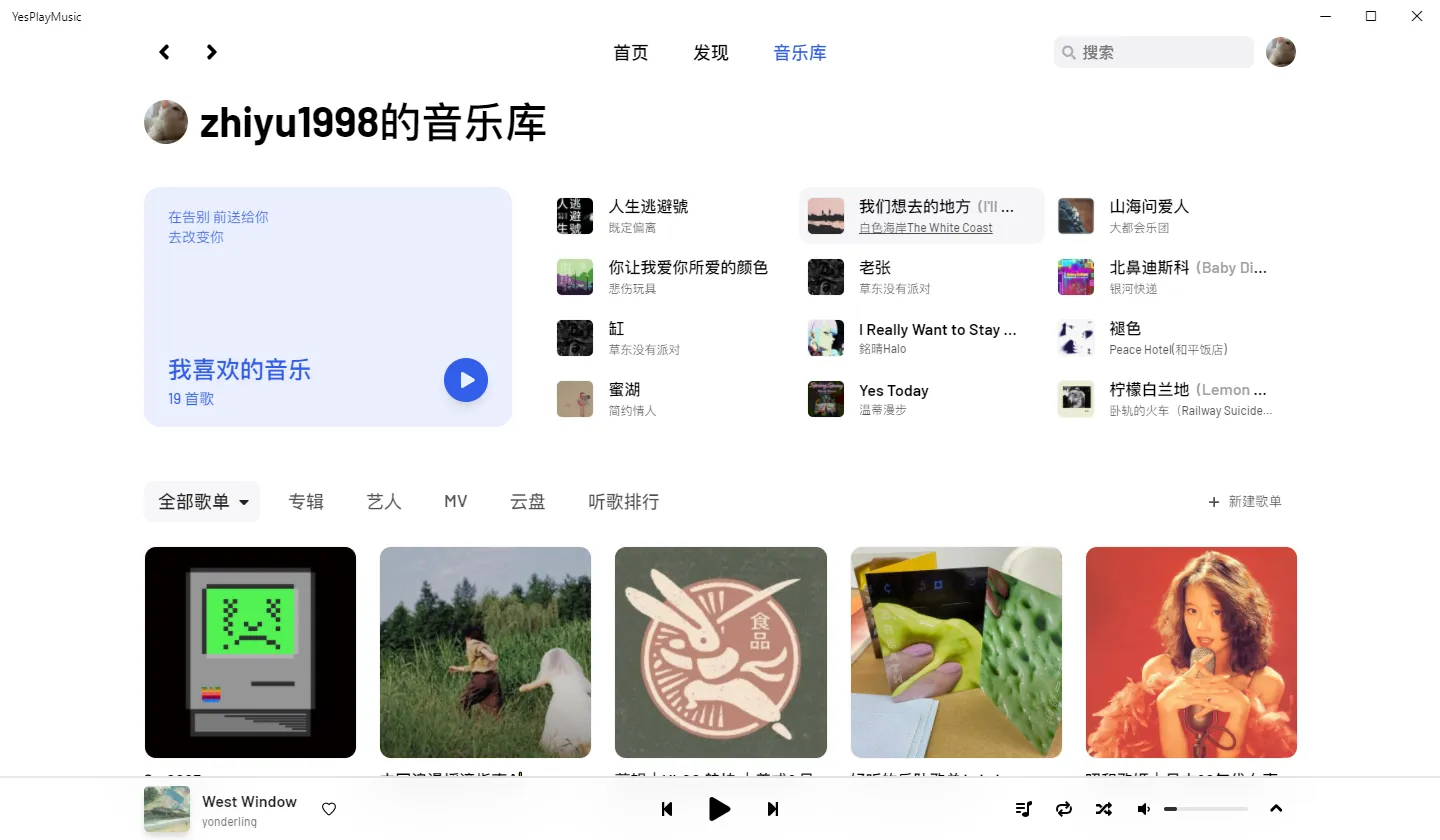 YesPlayMusic
首页 发现 音乐库 搜索
zhiyu1998的音乐库
在告别 前送给你
去改变你
我喜欢的音乐
19 首歌
人生逃避號
既定偏离
我们想去的地方 (I'll ...
白色海岸The White Coast
山海问爱人
大都会乐团
你让我爱你所爱的颜色
悲伤玩具
老张
草东没有派对
北鼻迪斯科 (Baby Di...
银河快递
缸
草东没有派对
I Really Want to Stay ...
銘晴Halo
褪色
Peace Hotel(和平饭店)
蜜湖
简约情人
Yes Today
温蒂漫步
柠檬白兰地 (Lemon ...
卧轨的火车（Railway Suicide...
全部歌单 专辑 艺人 MV 云盘 听歌排行 新建歌单
食品
West Window
yonderling